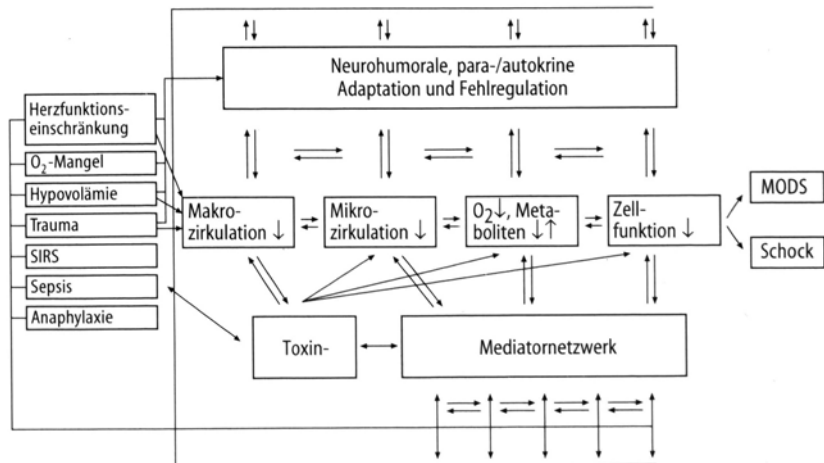 Neurohumorale, para-/autokrine
Adaptation und Fehlregulation
Herzfunktions-
einschränkung
O₂-Mangel
Hypovolämie
Trauma
SIRS
Sepsis
Anaphylaxie
Makro-
zirkulation ↓
Mikro-
zirkulation ↓
O₂↓, Meta-
boliten ↓↑
Zell-
funktion ↓
MODS
Schock
Toxin-
Mediatornetzwerk